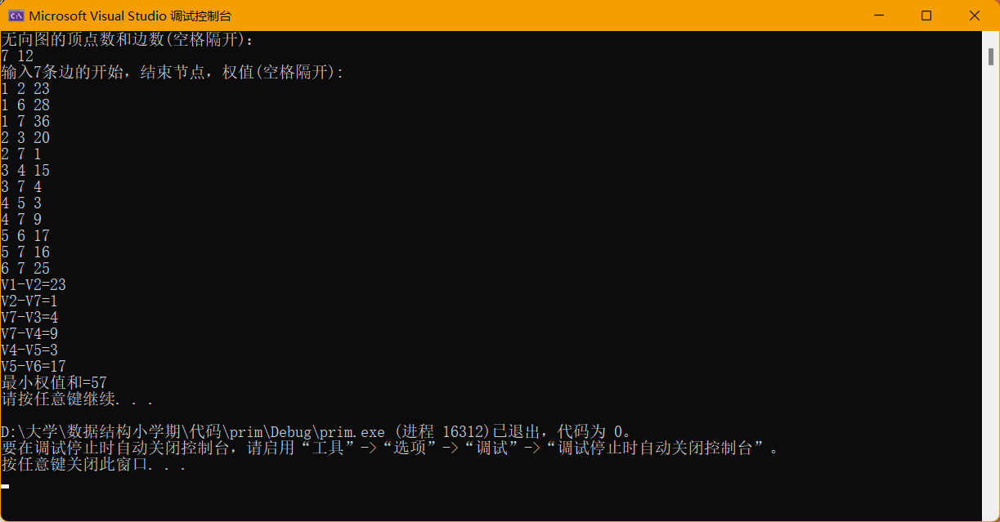 Microsoft Visual Studio 调试控制台
无向图的顶点数和边数(空格隔开):
7 12
输入7条边的开始，结束节点，权值(空格隔开):
1 2 23
1 6 28
1 7 36
2 3 20
2 7 1
3 4 15
3 7 4
4 5 3
4 7 9
5 6 17
5 7 16
6 7 25
V1-V2=23
V2-V7=1
V7-V3=4
V7-V4=9
V4-V5=3
V5-V6=17
最小权值和=57
请按任意键继续. . .
D:\大学\数据结构小学期\代码\prim\Debug\prim.exe (进程 16312)已退出，代码为 0。
要在调试停止时自动关闭控制台，请启用“工具”->“选项”->“调试”->“调试停止时自动关闭控制台”。
按任意键关闭此窗口. . .